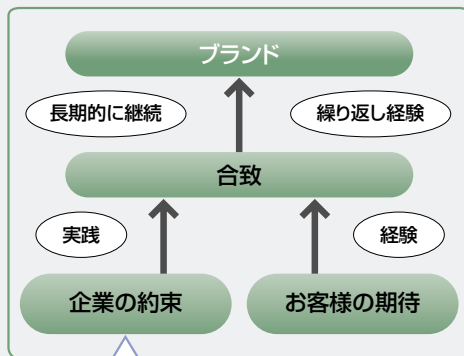 ブランド
長期的に継続
繰り返し経験
合致
実践
経験
企業の約束
お客様の期待